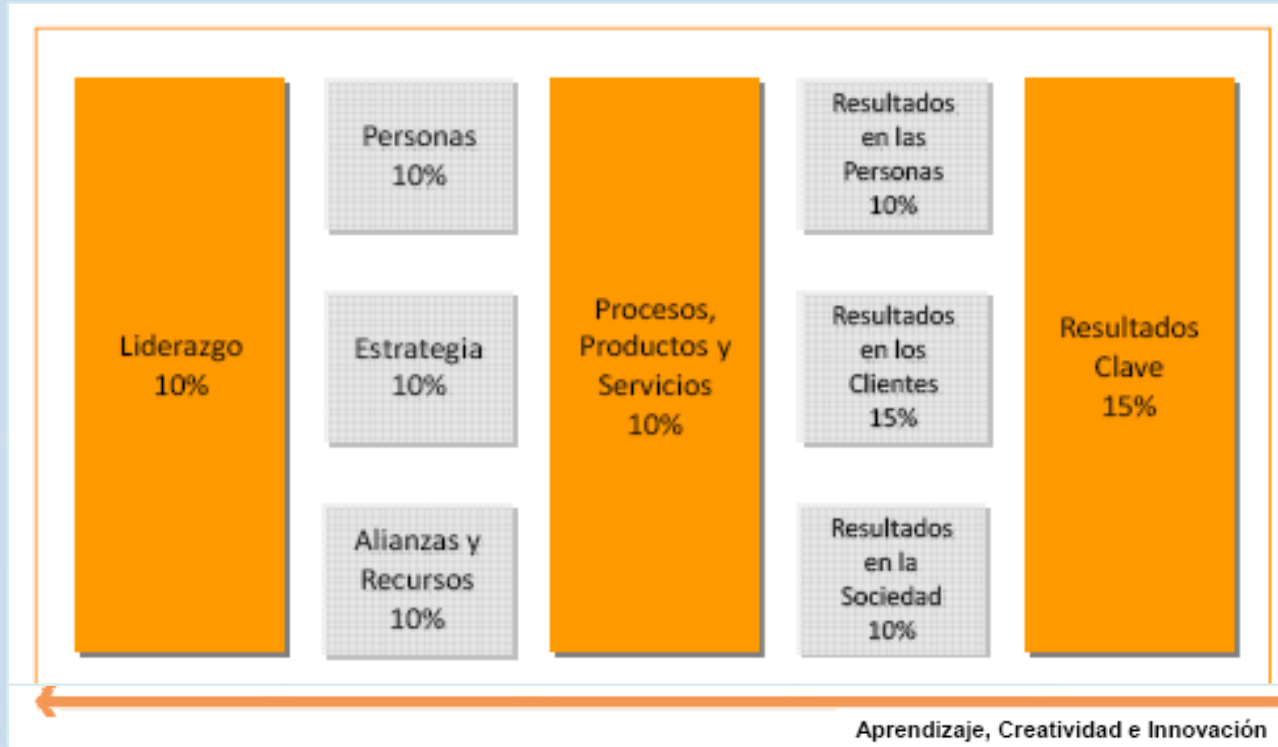 Liderazgo
10%
Personas
10%
Estrategia
10%
Alianzas y
Recursos
10%
Procesos,
Productos y
Servicios
10%
Resultados
en las
Personas
10%
Resultados
en los
Clientes
15%
Resultados
en la
Sociedad
10%
Resultados
Clave
15%
Aprendizaje, Creatividad e Innovación